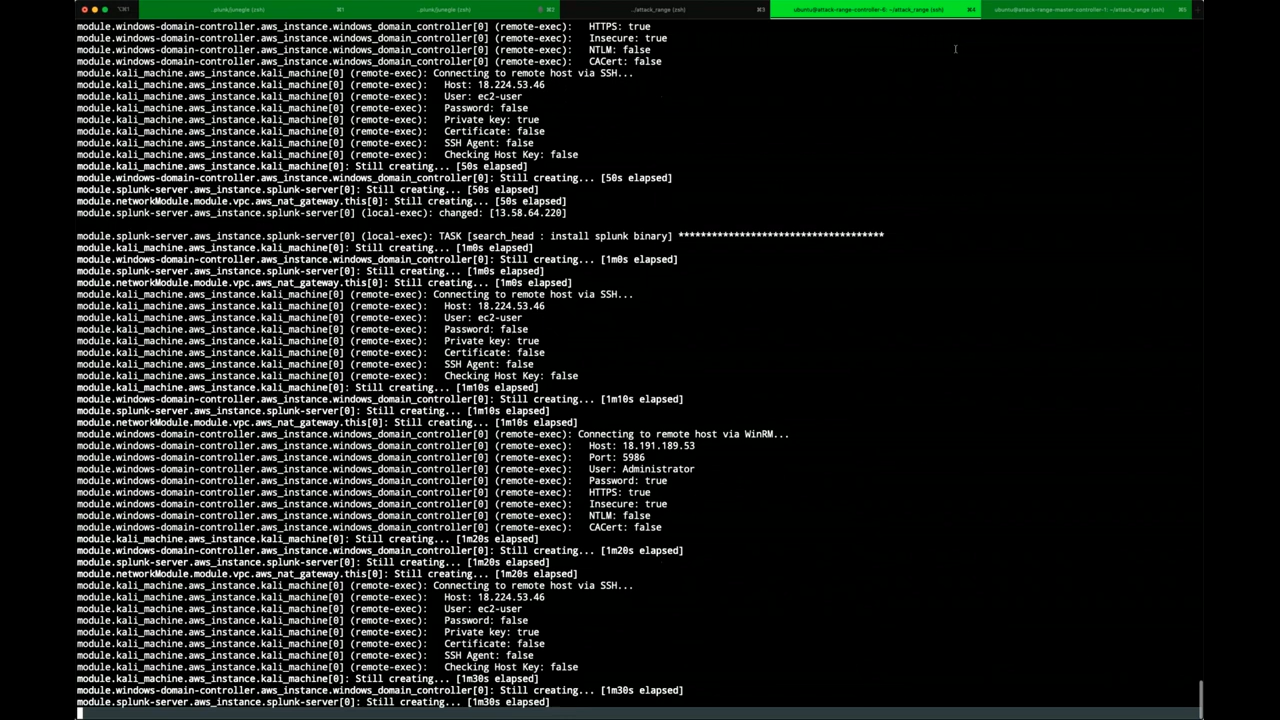 ⌥⌘1 .plunk/unegle (zsh) ⌘1 ..plunk/unegle (zsh) ⌘2 ../attack_range (zsh) ⌘3 ubuntu@attack-range-controller-6: ~/attack_range (zsh) ⌘4 ubuntu@attack-range-master-controller-1: ~/attack_range (zsh) ⌘5
module.windows-domain-controller.aws_instance.windows_domain_controller[0] (remote-exec):   HTTPS: true
module.windows-domain-controller.aws_instance.windows_domain_controller[0] (remote-exec):   Insecure: true
module.windows-domain-controller.aws_instance.windows_domain_controller[0] (remote-exec):   NTLM: false
module.windows-domain-controller.aws_instance.windows_domain_controller[0] (remote-exec):   CACert: false
module.kali_machine.aws_instance.kali_machine[0] (remote-exec): Connecting to remote host via SSH...
module.kali_machine.aws_instance.kali_machine[0] (remote-exec):   Host: 18.224.53.46
module.kali_machine.aws_instance.kali_machine[0] (remote-exec):   User: ec2-user
module.kali_machine.aws_instance.kali_machine[0] (remote-exec):   Password: false
module.kali_machine.aws_instance.kali_machine[0] (remote-exec):   Private key: true
module.kali_machine.aws_instance.kali_machine[0] (remote-exec):   Certificate: false
module.kali_machine.aws_instance.kali_machine[0] (remote-exec):   SSH Agent: false
module.kali_machine.aws_instance.kali_machine[0] (remote-exec):   Checking Host Key: false
module.kali_machine.aws_instance.kali_machine[0]: Still creating... [50s elapsed]
module.windows-domain-controller.aws_instance.windows_domain_controller[0]: Still creating... [50s elapsed]
module.splunk-server.aws_instance.splunk-server[0]: Still creating... [50s elapsed]
module.networkModule.module.vpc.aws_nat_gateway.this[0]: Still creating... [50s elapsed]
module.splunk-server.aws_instance.splunk-server[0] (local-exec): changed: [13.58.64.220]
module.splunk-server.aws_instance.splunk-server[0] (local-exec): TASK [search_head : install splunk binary] *************************************
module.kali_machine.aws_instance.kali_machine[0]: Still creating... [1m0s elapsed]
module.windows-domain-controller.aws_instance.windows_domain_controller[0]: Still creating... [1m0s elapsed]
module.splunk-server.aws_instance.splunk-server[0]: Still creating... [1m0s elapsed]
module.networkModule.module.vpc.aws_nat_gateway.this[0]: Still creating... [1m0s elapsed]
module.kali_machine.aws_instance.kali_machine[0] (remote-exec): Connecting to remote host via SSH...
module.kali_machine.aws_instance.kali_machine[0] (remote-exec):   Host: 18.224.53.46
module.kali_machine.aws_instance.kali_machine[0] (remote-exec):   User: ec2-user
module.kali_machine.aws_instance.kali_machine[0] (remote-exec):   Password: false
module.kali_machine.aws_instance.kali_machine[0] (remote-exec):   Private key: true
module.kali_machine.aws_instance.kali_machine[0] (remote-exec):   Certificate: false
module.kali_machine.aws_instance.kali_machine[0] (remote-exec):   SSH Agent: false
module.kali_machine.aws_instance.kali_machine[0] (remote-exec):   Checking Host Key: false
module.kali_machine.aws_instance.kali_machine[0]: Still creating... [1m10s elapsed]
module.windows-domain-controller.aws_instance.windows_domain_controller[0]: Still creating... [1m10s elapsed]
module.splunk-server.aws_instance.splunk-server[0]: Still creating... [1m10s elapsed]
module.networkModule.module.vpc.aws_nat_gateway.this[0]: Still creating... [1m10s elapsed]
module.windows-domain-controller.aws_instance.windows_domain_controller[0] (remote-exec): Connecting to remote host via WinRM...
module.windows-domain-controller.aws_instance.windows_domain_controller[0] (remote-exec):   Host: 18.191.189.53
module.windows-domain-controller.aws_instance.windows_domain_controller[0] (remote-exec):   Port: 5986
module.windows-domain-controller.aws_instance.windows_domain_controller[0] (remote-exec):   User: Administrator
module.windows-domain-controller.aws_instance.windows_domain_controller[0] (remote-exec):   Password: true
module.windows-domain-controller.aws_instance.windows_domain_controller[0] (remote-exec):   HTTPS: true
module.windows-domain-controller.aws_instance.windows_domain_controller[0] (remote-exec):   Insecure: true
module.windows-domain-controller.aws_instance.windows_domain_controller[0] (remote-exec):   NTLM: false
module.windows-domain-controller.aws_instance.windows_domain_controller[0] (remote-exec):   CACert: false
module.kali_machine.aws_instance.kali_machine[0]: Still creating... [1m20s elapsed]
module.windows-domain-controller.aws_instance.windows_domain_controller[0]: Still creating... [1m20s elapsed]
module.splunk-server.aws_instance.splunk-server[0]: Still creating... [1m20s elapsed]
module.networkModule.module.vpc.aws_nat_gateway.this[0]: Still creating... [1m20s elapsed]
module.kali_machine.aws_instance.kali_machine[0] (remote-exec): Connecting to remote host via SSH...
module.kali_machine.aws_instance.kali_machine[0] (remote-exec):   Host: 18.224.53.46
module.kali_machine.aws_instance.kali_machine[0] (remote-exec):   User: ec2-user
module.kali_machine.aws_instance.kali_machine[0] (remote-exec):   Password: false
module.kali_machine.aws_instance.kali_machine[0] (remote-exec):   Private key: true
module.kali_machine.aws_instance.kali_machine[0] (remote-exec):   Certificate: false
module.kali_machine.aws_instance.kali_machine[0] (remote-exec):   SSH Agent: false
module.kali_machine.aws_instance.kali_machine[0] (remote-exec):   Checking Host Key: false
module.kali_machine.aws_instance.kali_machine[0]: Still creating... [1m30s elapsed]
module.windows-domain-controller.aws_instance.windows_domain_controller[0]: Still creating... [1m30s elapsed]
module.splunk-server.aws_instance.splunk-server[0]: Still creating... [1m30s elapsed]